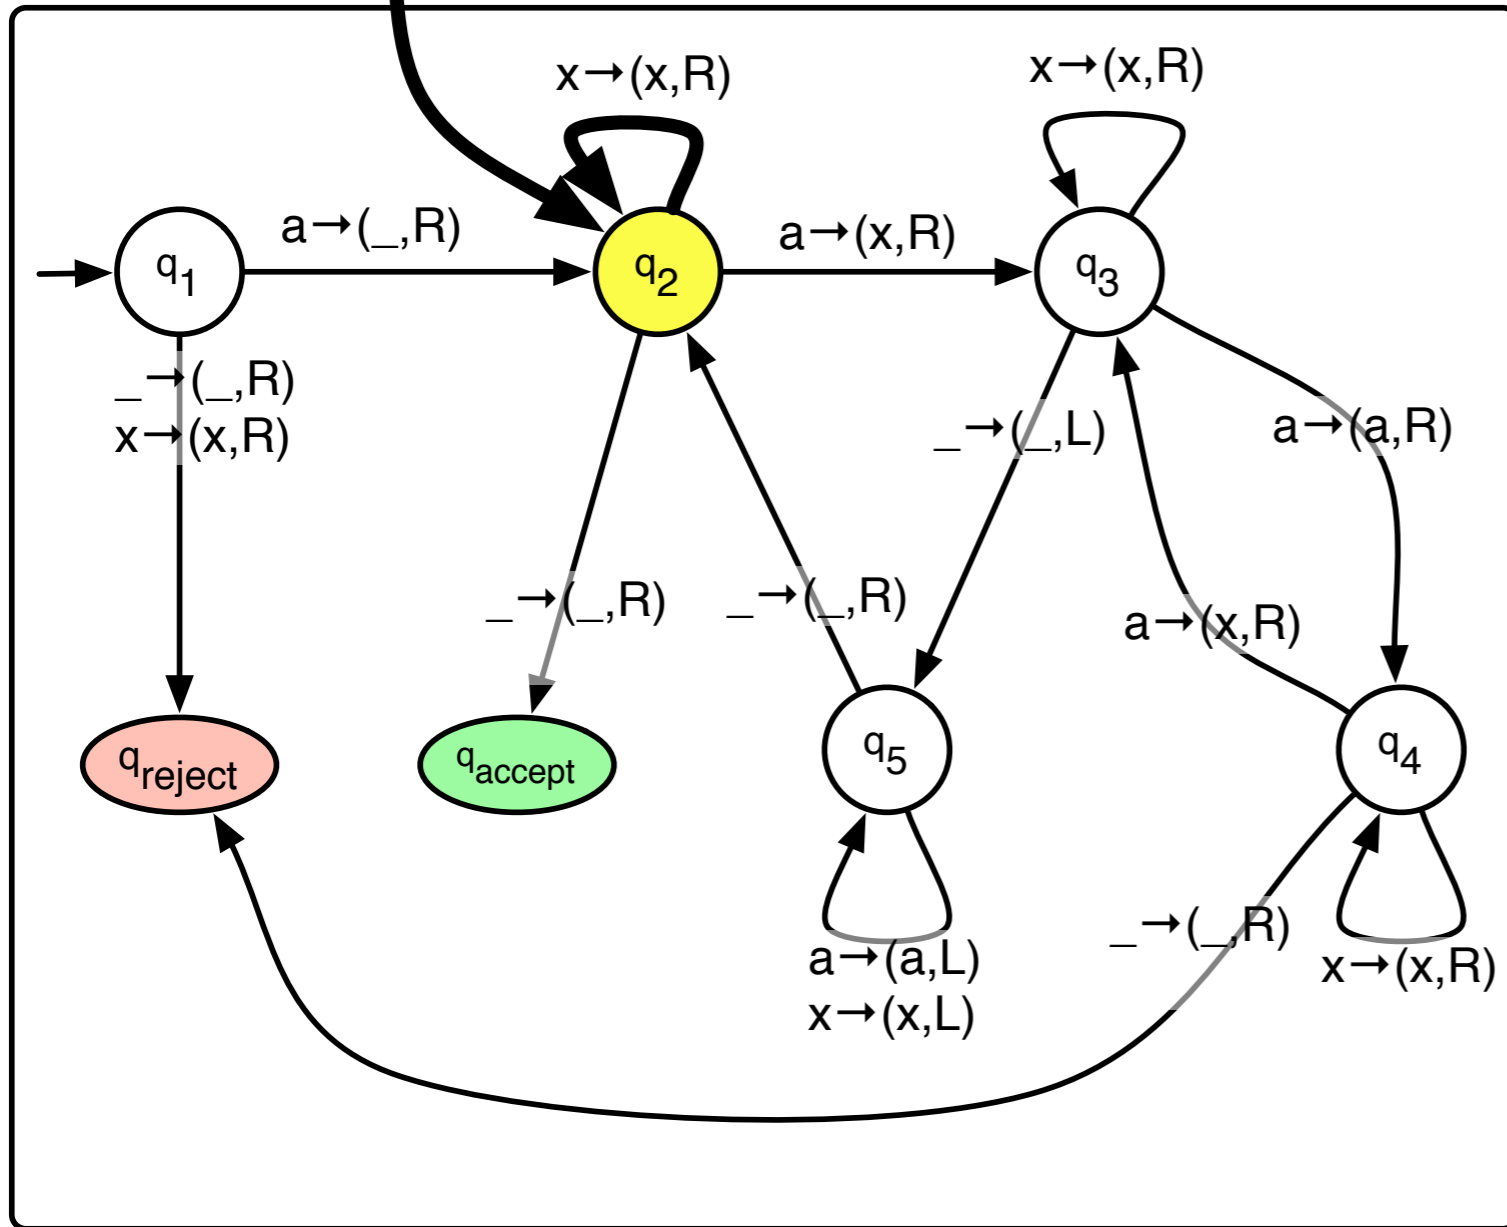 x→(x,R)
x→(x,R)
a→(_,R)
a→(x,R)
q1
q2
q3
_→(_,R)
x→(x,R)
_→(_,L)
a→(a,R)
_→(_,R)
_→(_,R)
a→(x,R)
qreject
qaccept
q5
q4
a→(a,L)
x→(x,L)
_→(_,R)
x→(x,R)